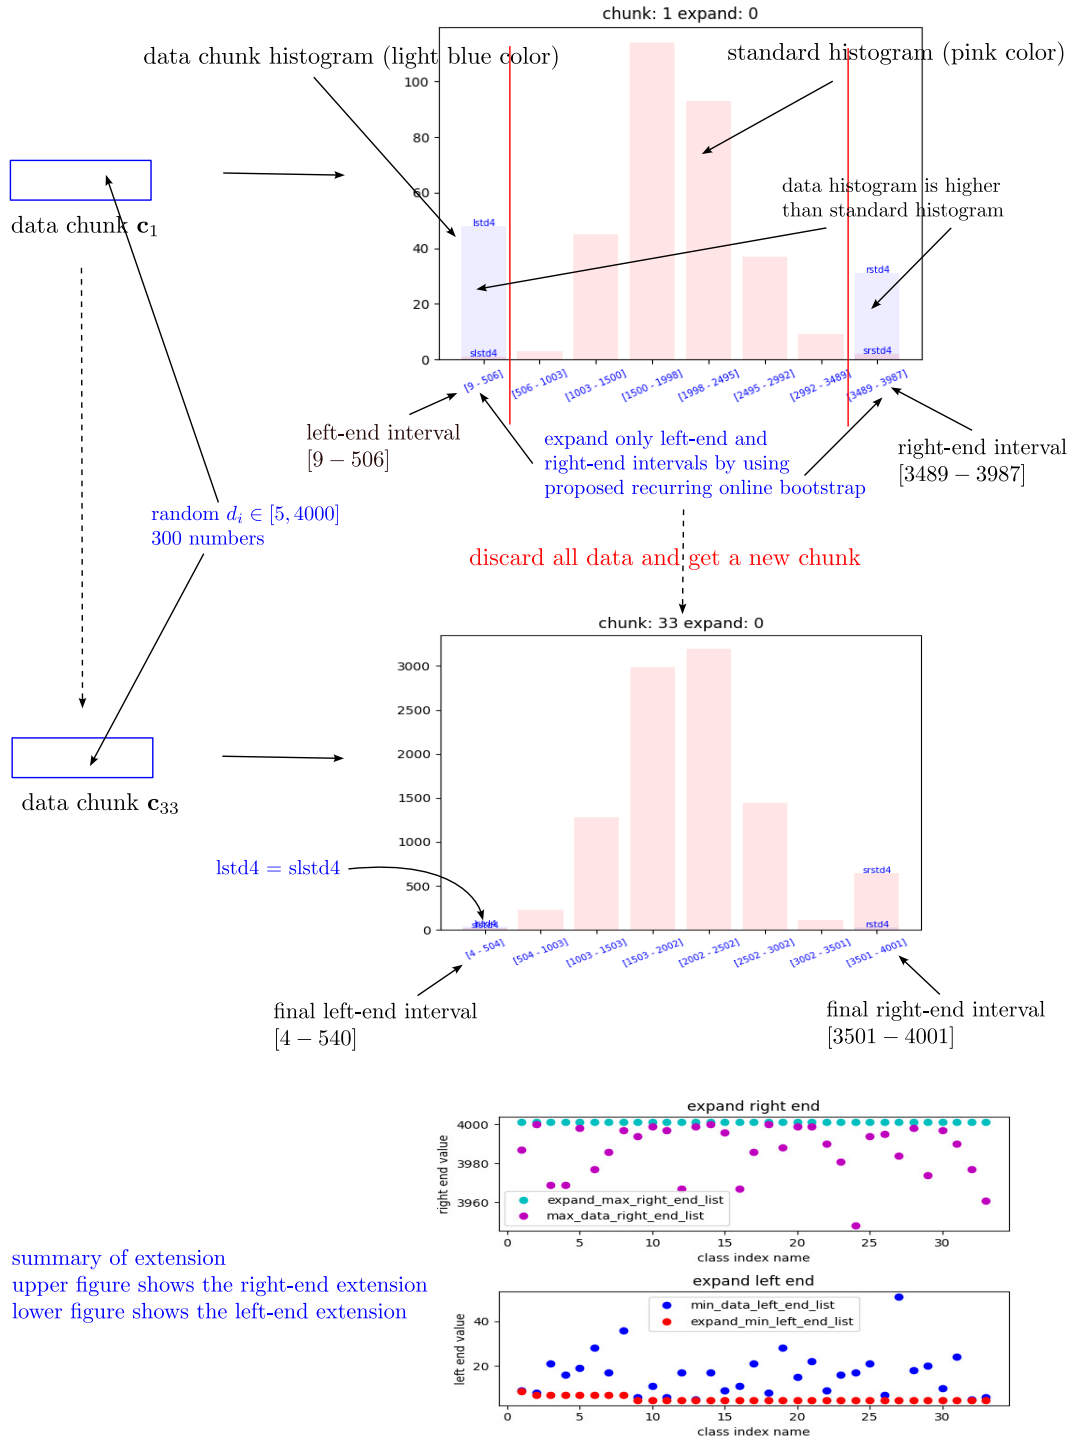 chunk: 1 expand: 0
data chunk histogram (light blue color)
standard histogram (pink color)
100
80
60
40
20
0
data histogram is higher
than standard histogram
lstd4
slstd4
rstd4
srstd4
data chunk c₁
[9 - 506]
[506 - 1003]
[1003 - 1500]
[1500 - 1998]
[1998 - 2495]
[2495 - 2992]
[2992 - 3489]
[3489 - 3987]
left-end interval
[9 − 506]
expand only left-end and
right-end intervals by using
proposed recurring online bootstrap
right-end interval
[3489 − 3987]
random dᵢ ∈ [5, 4000]
300 numbers
discard all data and get a new chunk
chunk: 33 expand: 0
3000
2500
2000
1500
1000
500
0
data chunk c₃₃
lstd4 = slstd4
lstd4
slstd4
srstd4
rstd4
[4 - 504]
[504 - 1003]
[1003 - 1503]
[1503 - 2002]
[2002 - 2502]
[2502 - 3002]
[3002 - 3501]
[3501 - 4001]
final left-end interval
[4 − 540]
final right-end interval
[3501 − 4001]
expand right end
right end value
4000
3980
3960
expand_max_right_end_list
max_data_right_end_list
0 5 10 15 20 25 30
class index name
summary of extension
upper figure shows the right-end extension
lower figure shows the left-end extension
expand left end
left end value
40
20
min_data_left_end_list
expand_min_left_end_list
0 5 10 15 20 25 30
class index name